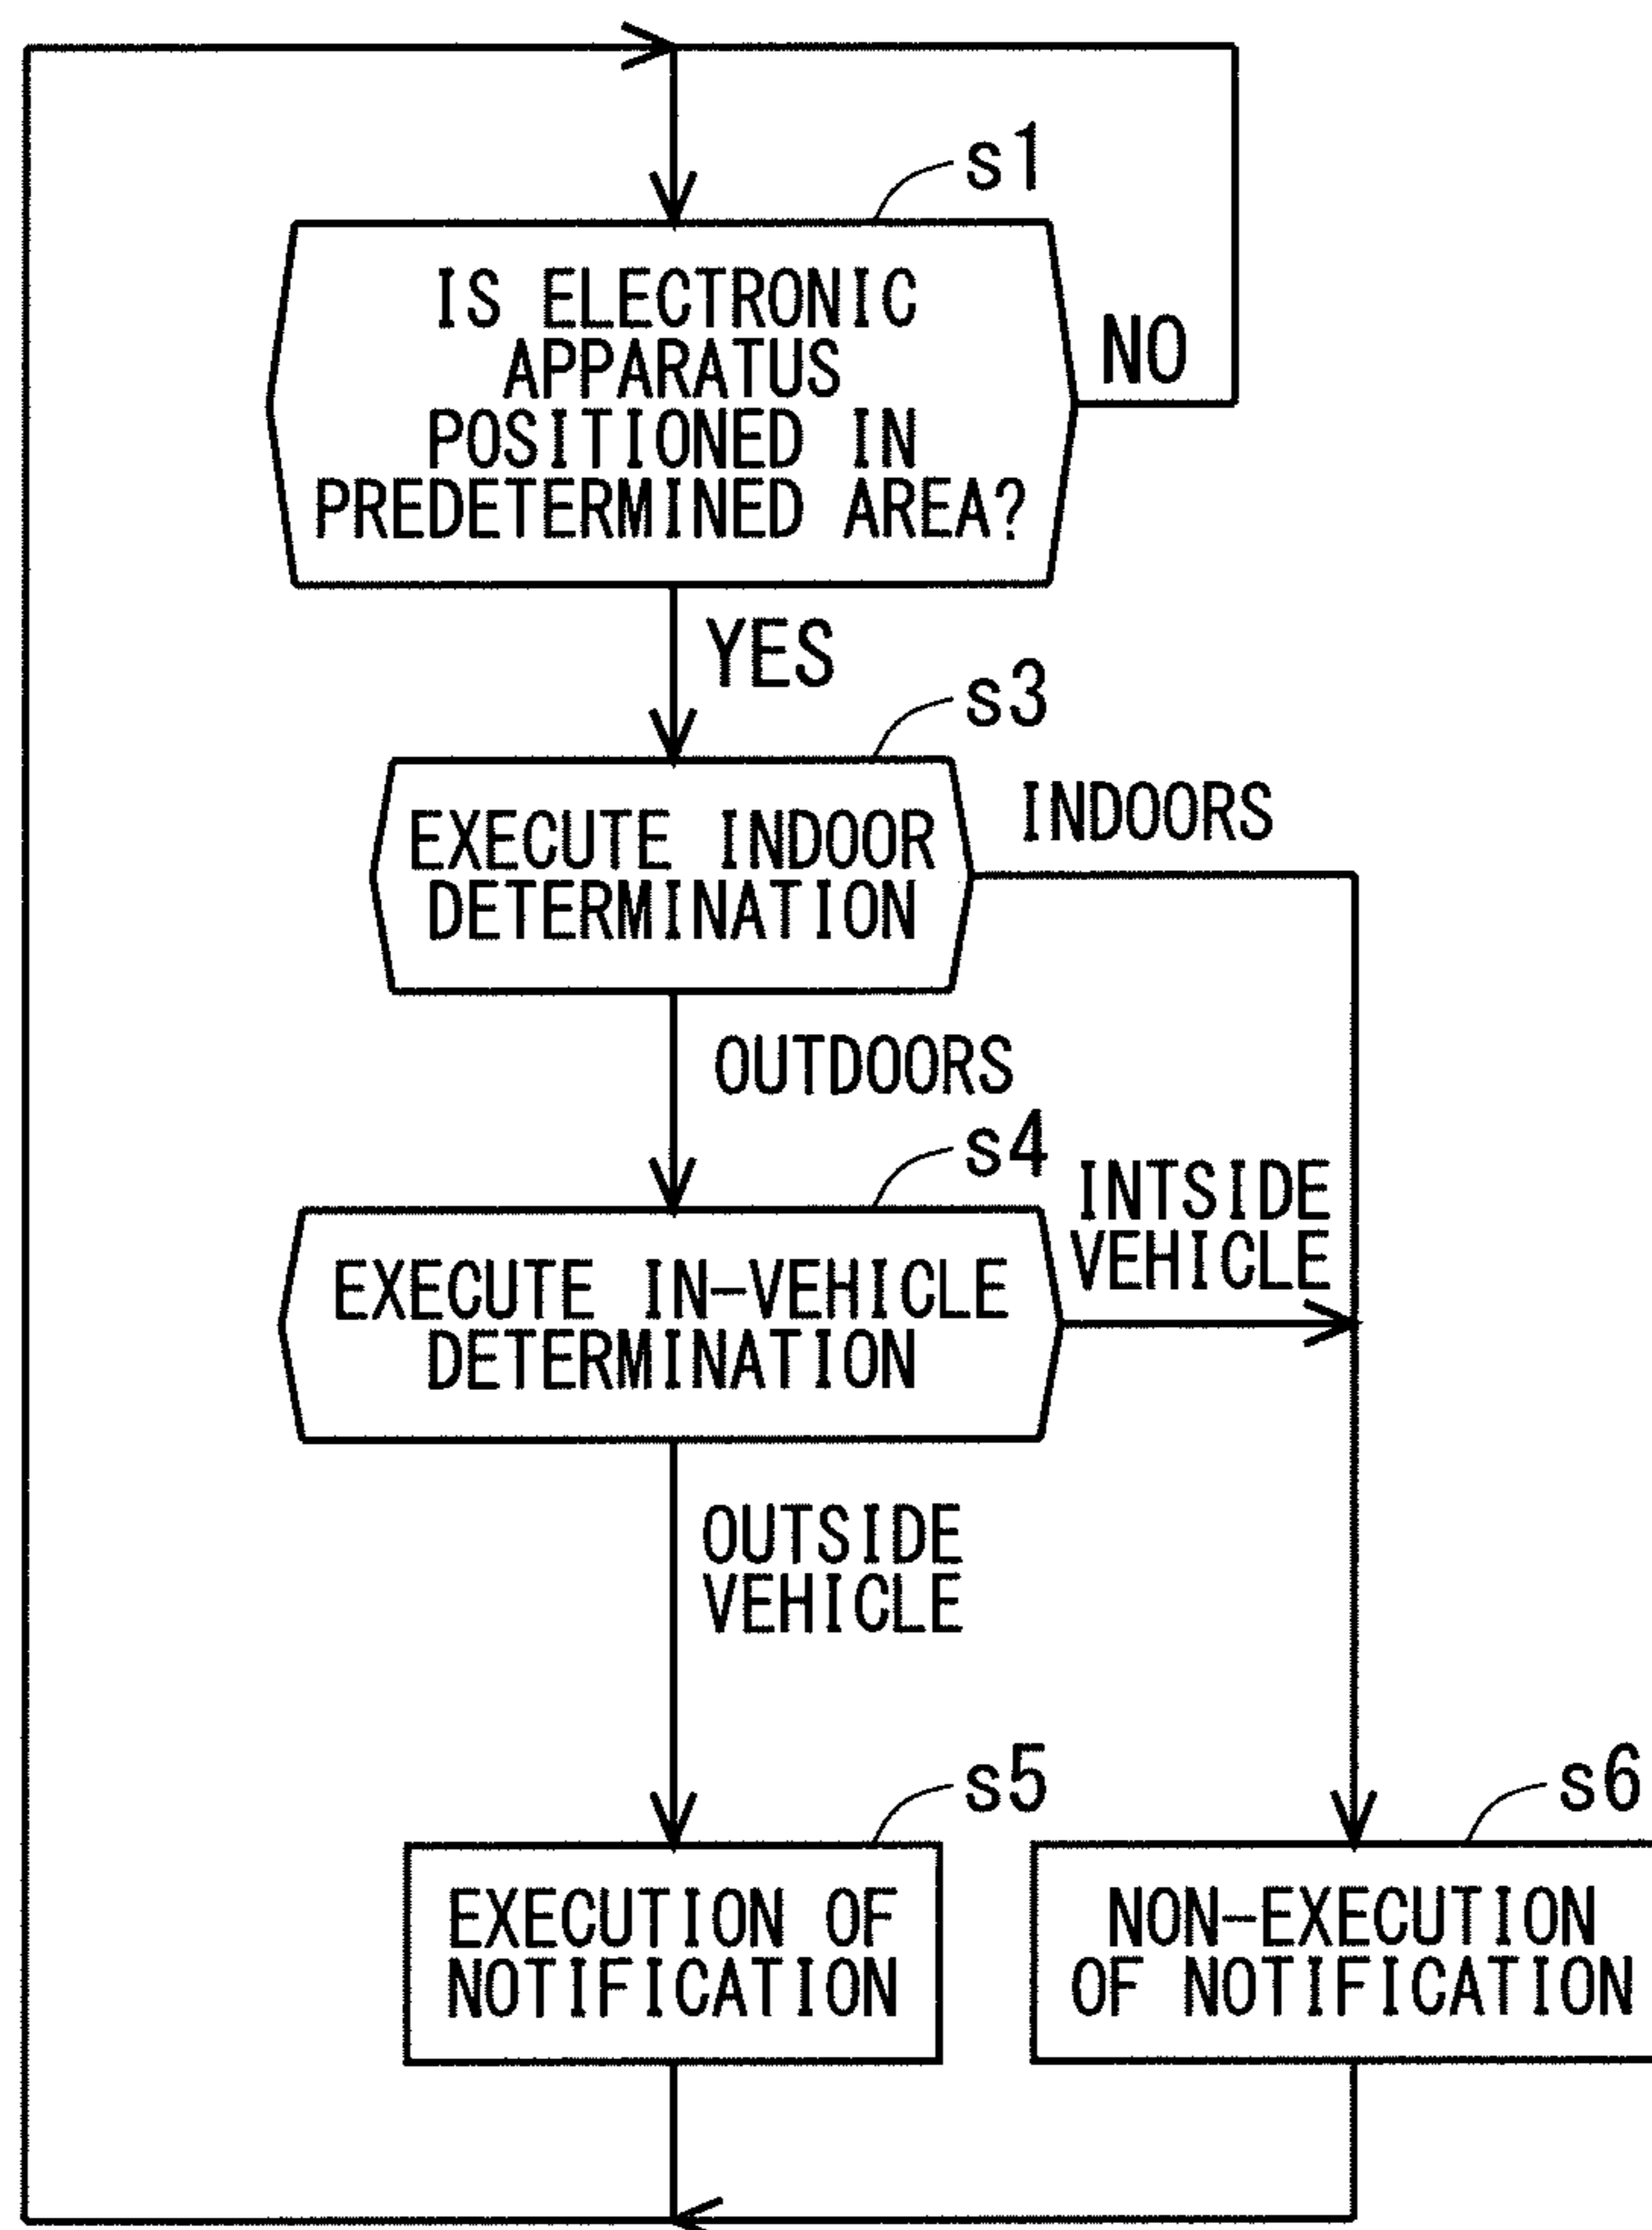 s1
IS ELECTRONIC
APPARATUS
POSITIONED IN
PREDETERMINED AREA?
NO
YES
s3
EXECUTE INDOOR
DETERMINATION
INDOORS
OUTDOORS
s4
EXECUTE IN-VEHICLE
DETERMINATION
INTSIDE
VEHICLE
OUTSIDE
VEHICLE
s5
EXECUTION OF
NOTIFICATION
s6
NON-EXECUTION
OF NOTIFICATION